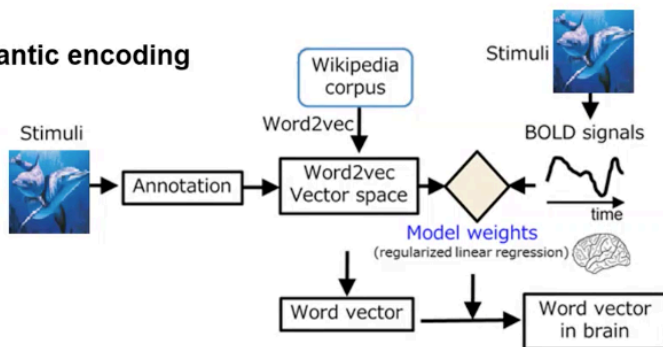 antic encoding
Wikipedia
corpus
Stimuli
Stimuli
Word2vec
BOLD signals
Annotation
Word2vec
Vector space
time
Model weights
(regularized linear regression)
Word vector
Word vector
in brain